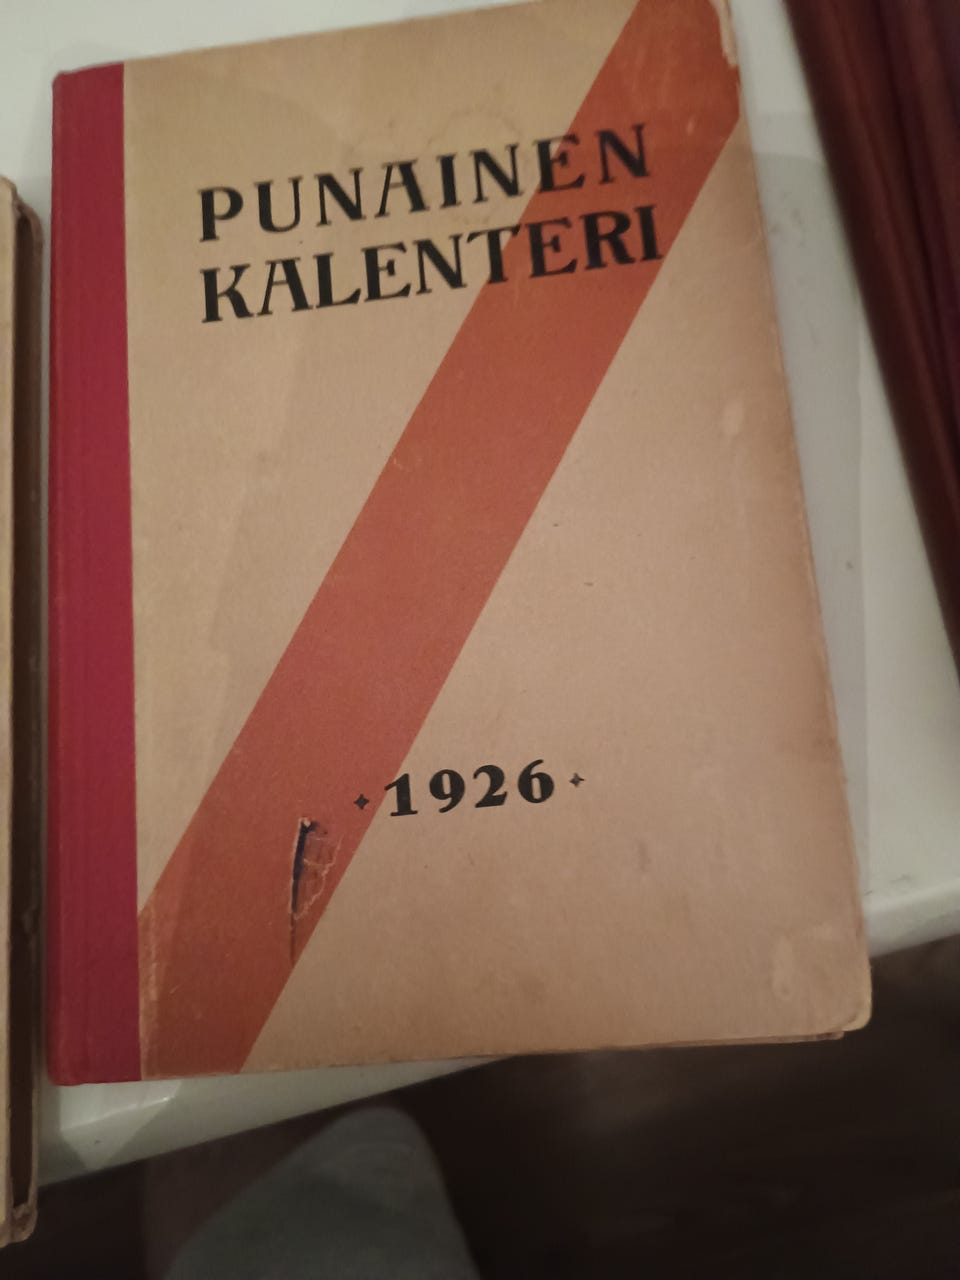 PUNAINEN
KALENTERI
· 1926 ·